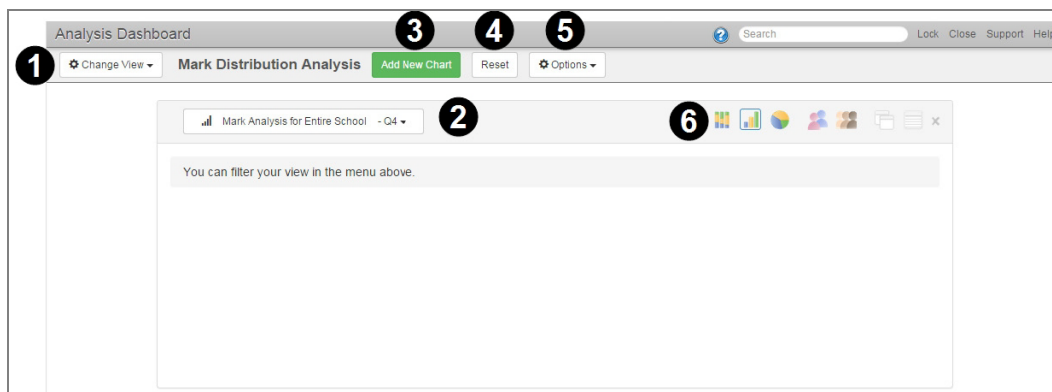 Analysis Dashboard
3
4
5
Search
Lock Close Support Help
1
Change View
Mark Distribution Analysis
Add New Chart
Reset
Options
Mark Analysis for Entire School - Q4
2
6
x
You can filter your view in the menu above.